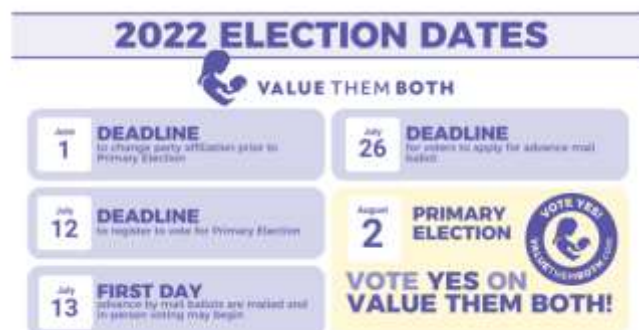 2022 ELECTION DATES
VALUE THEM BOTH
June
1
DEADLINE
to change party affiliation prior to
Primary Election
July
12
DEADLINE
to register to vote for Primary Election
July
13
FIRST DAY
advance by mail ballots are mailed and
in-person voting may begin
July
26
DEADLINE
for voters to apply for advance mail
ballot
August
2
PRIMARY
ELECTION
VOTE YES!
VALUETHEMBOTH.com
VOTE YES ON
VALUE THEM BOTH!